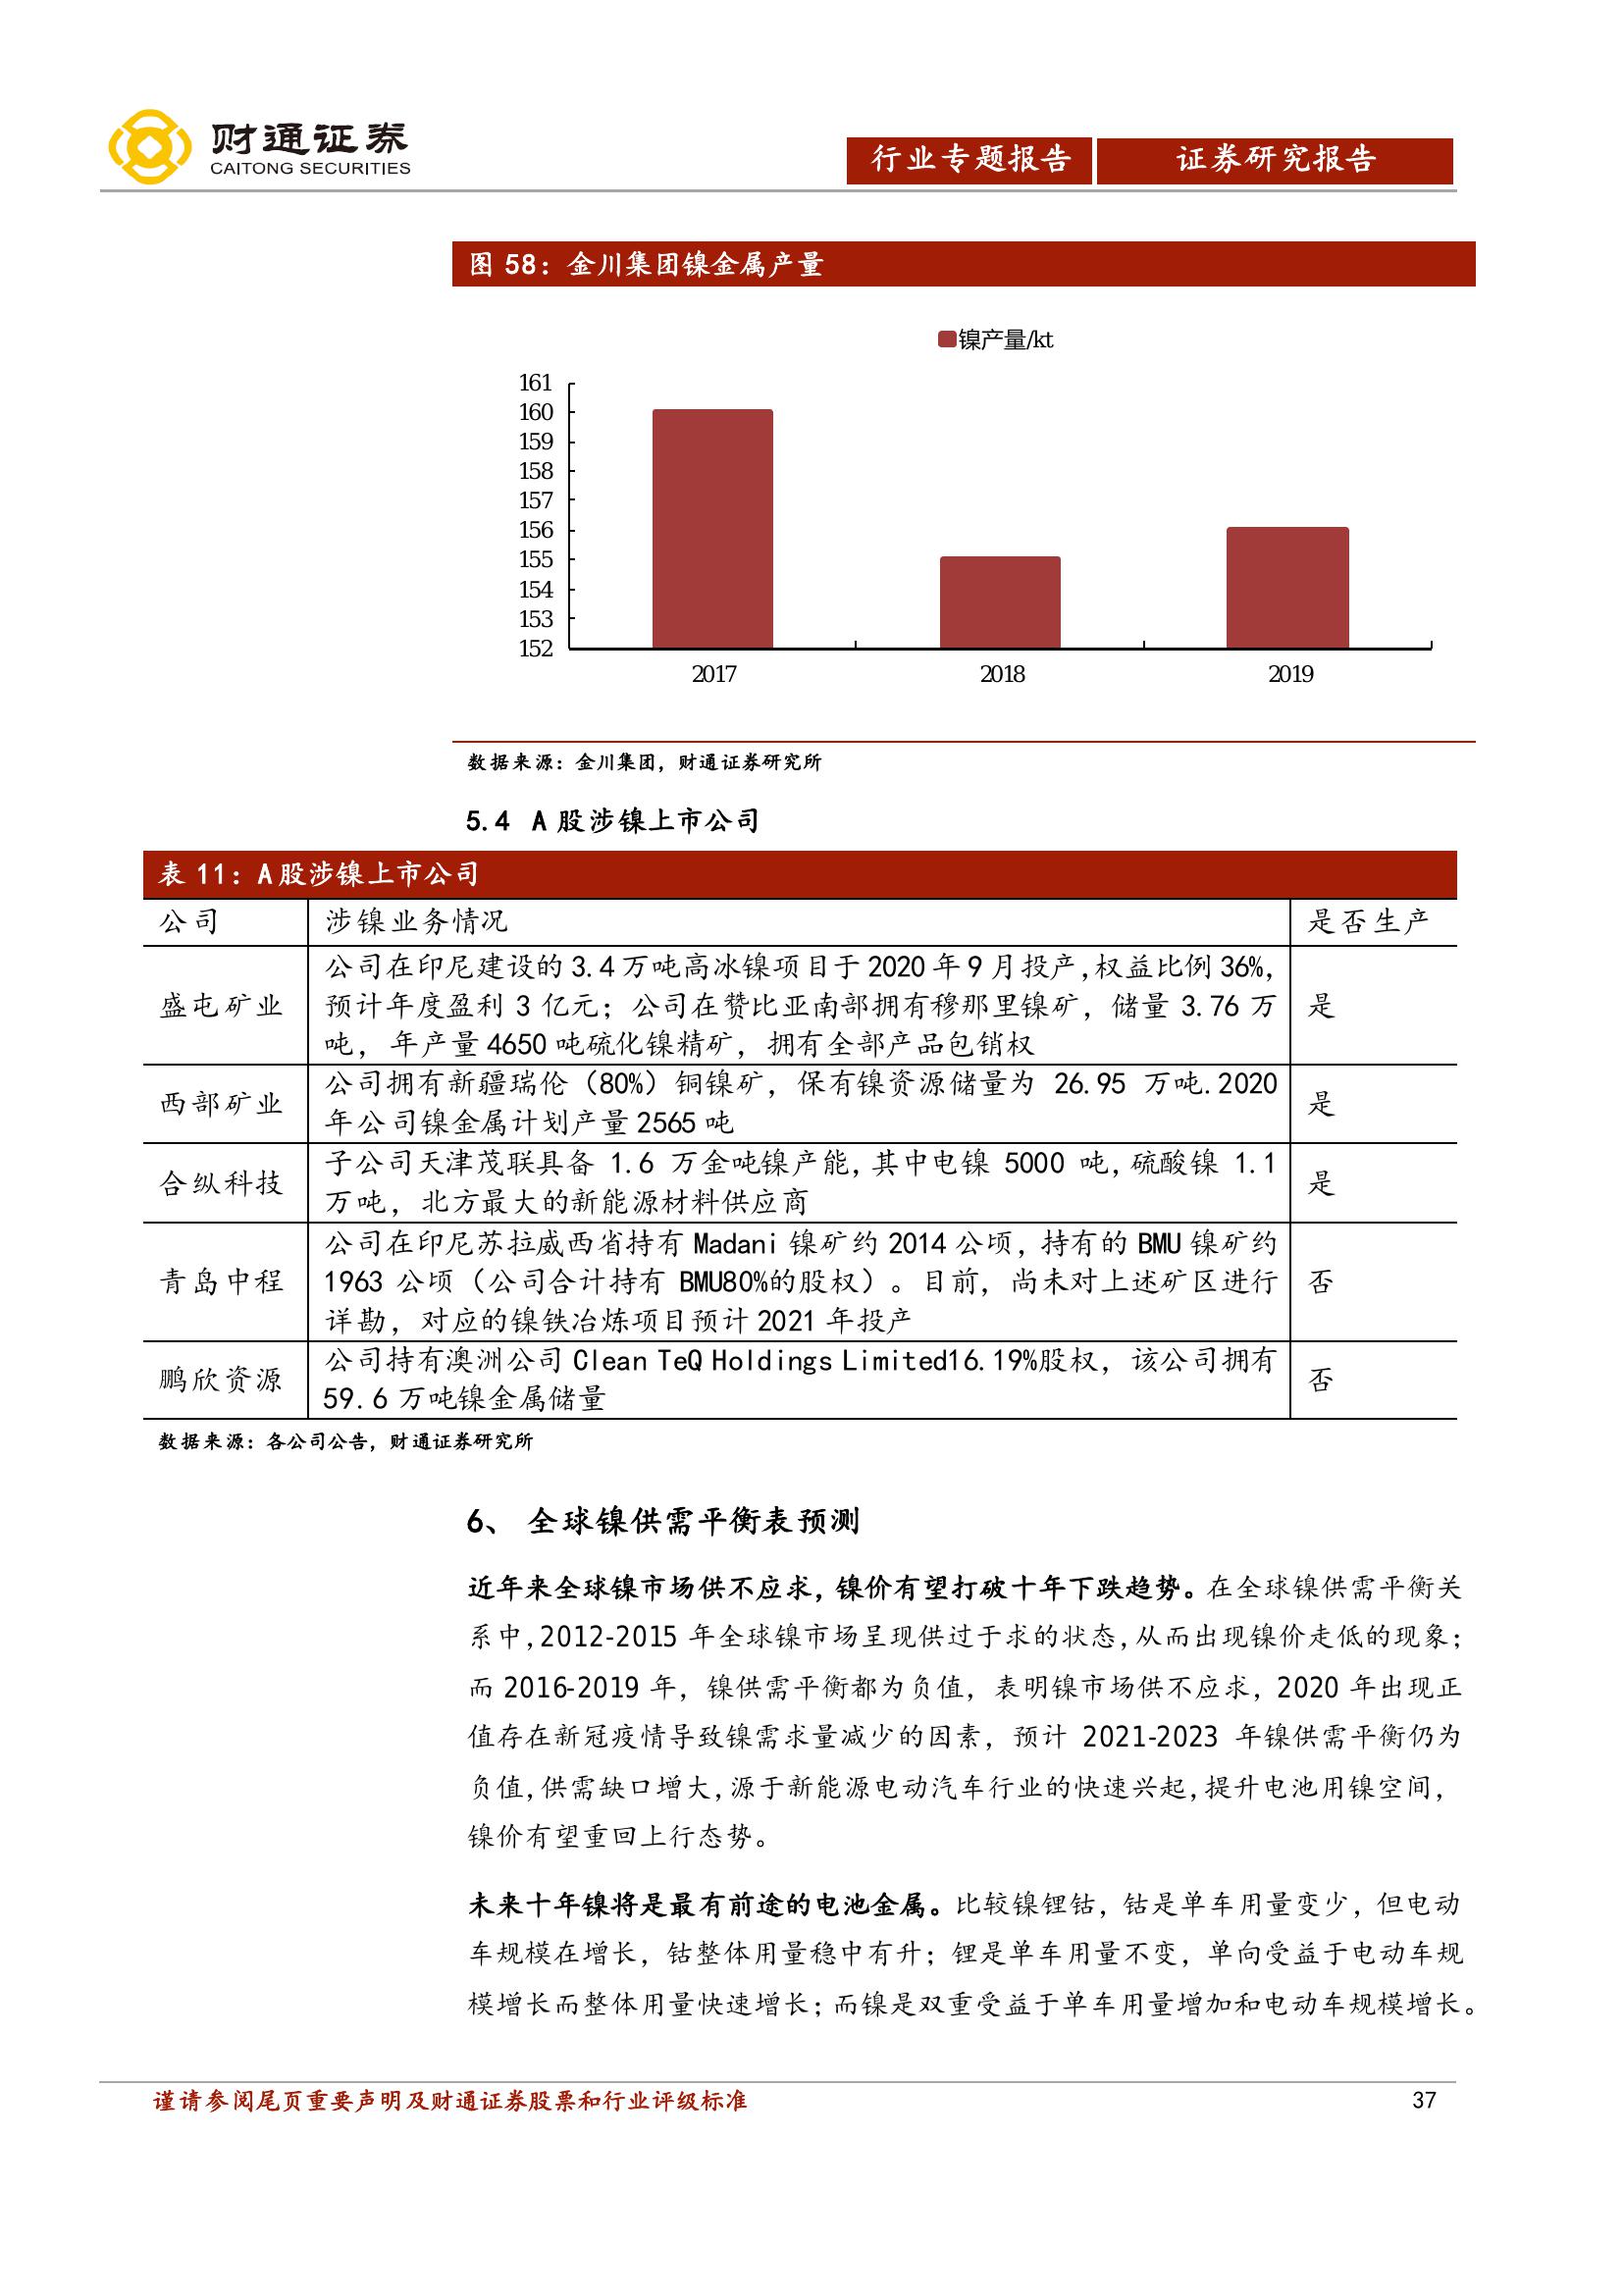 财通证券
CAITONG SECURITIES
行业专题报告
证券研究报告
图 58：金川集团镍金属产量
镍产量/kt
161
160
159
158
157
156
155
154
153
152
2017
2018
2019
数据来源：金川集团，财通证券研究所
5.4 A 股涉镍上市公司
表 11：A 股涉镍上市公司
公司
涉镍业务情况
是否生产
盛屯矿业
公司在印尼建设的 3.4 万吨高冰镍项目于 2020 年 9 月投产,权益比例 36%,
预计年度盈利 3 亿元；公司在赞比亚南部拥有穆那里镍矿，储量 3.76 万
吨，年产量 4650 吨硫化镍精矿，拥有全部产品包销权
是
西部矿业
公司拥有新疆瑞伦（80%）铜镍矿，保有镍资源储量为 26.95 万吨.2020
年公司镍金属计划产量 2565 吨
是
合纵科技
子公司天津茂联具备 1.6 万金吨镍产能,其中电镍 5000 吨,硫酸镍 1.1
万吨，北方最大的新能源材料供应商
是
青岛中程
公司在印尼苏拉威西省持有 Madani 镍矿约 2014 公顷，持有的 BMU 镍矿约
1963 公顷（公司合计持有 BMU80%的股权）。目前，尚未对上述矿区进行
详勘，对应的镍铁冶炼项目预计 2021 年投产
否
鹏欣资源
公司持有澳洲公司 Clean TeQ Holdings Limited16.19%股权，该公司拥有
59.6 万吨镍金属储量
否
数据来源：各公司公告，财通证券研究所
6、 全球镍供需平衡表预测
近年来全球镍市场供不应求,镍价有望打破十年下跌趋势。在全球镍供需平衡关
系中,2012-2015 年全球镍市场呈现供过于求的状态,从而出现镍价走低的现象；
而 2016-2019 年，镍供需平衡都为负值，表明镍市场供不应求，2020 年出现正
值存在新冠疫情导致镍需求量减少的因素，预计 2021-2023 年镍供需平衡仍为
负值,供需缺口增大,源于新能源电动汽车行业的快速兴起,提升电池用镍空间，
镍价有望重回上行态势。
未来十年镍将是最有前途的电池金属。比较镍锂钴，钴是单车用量变少，但电动
车规模在增长，钴整体用量稳中有升；锂是单车用量不变，单向受益于电动车规
模增长而整体用量快速增长；而镍是双重受益于单车用量增加和电动车规模增长。
谨请参阅尾页重要声明及财通证券股票和行业评级标准
37